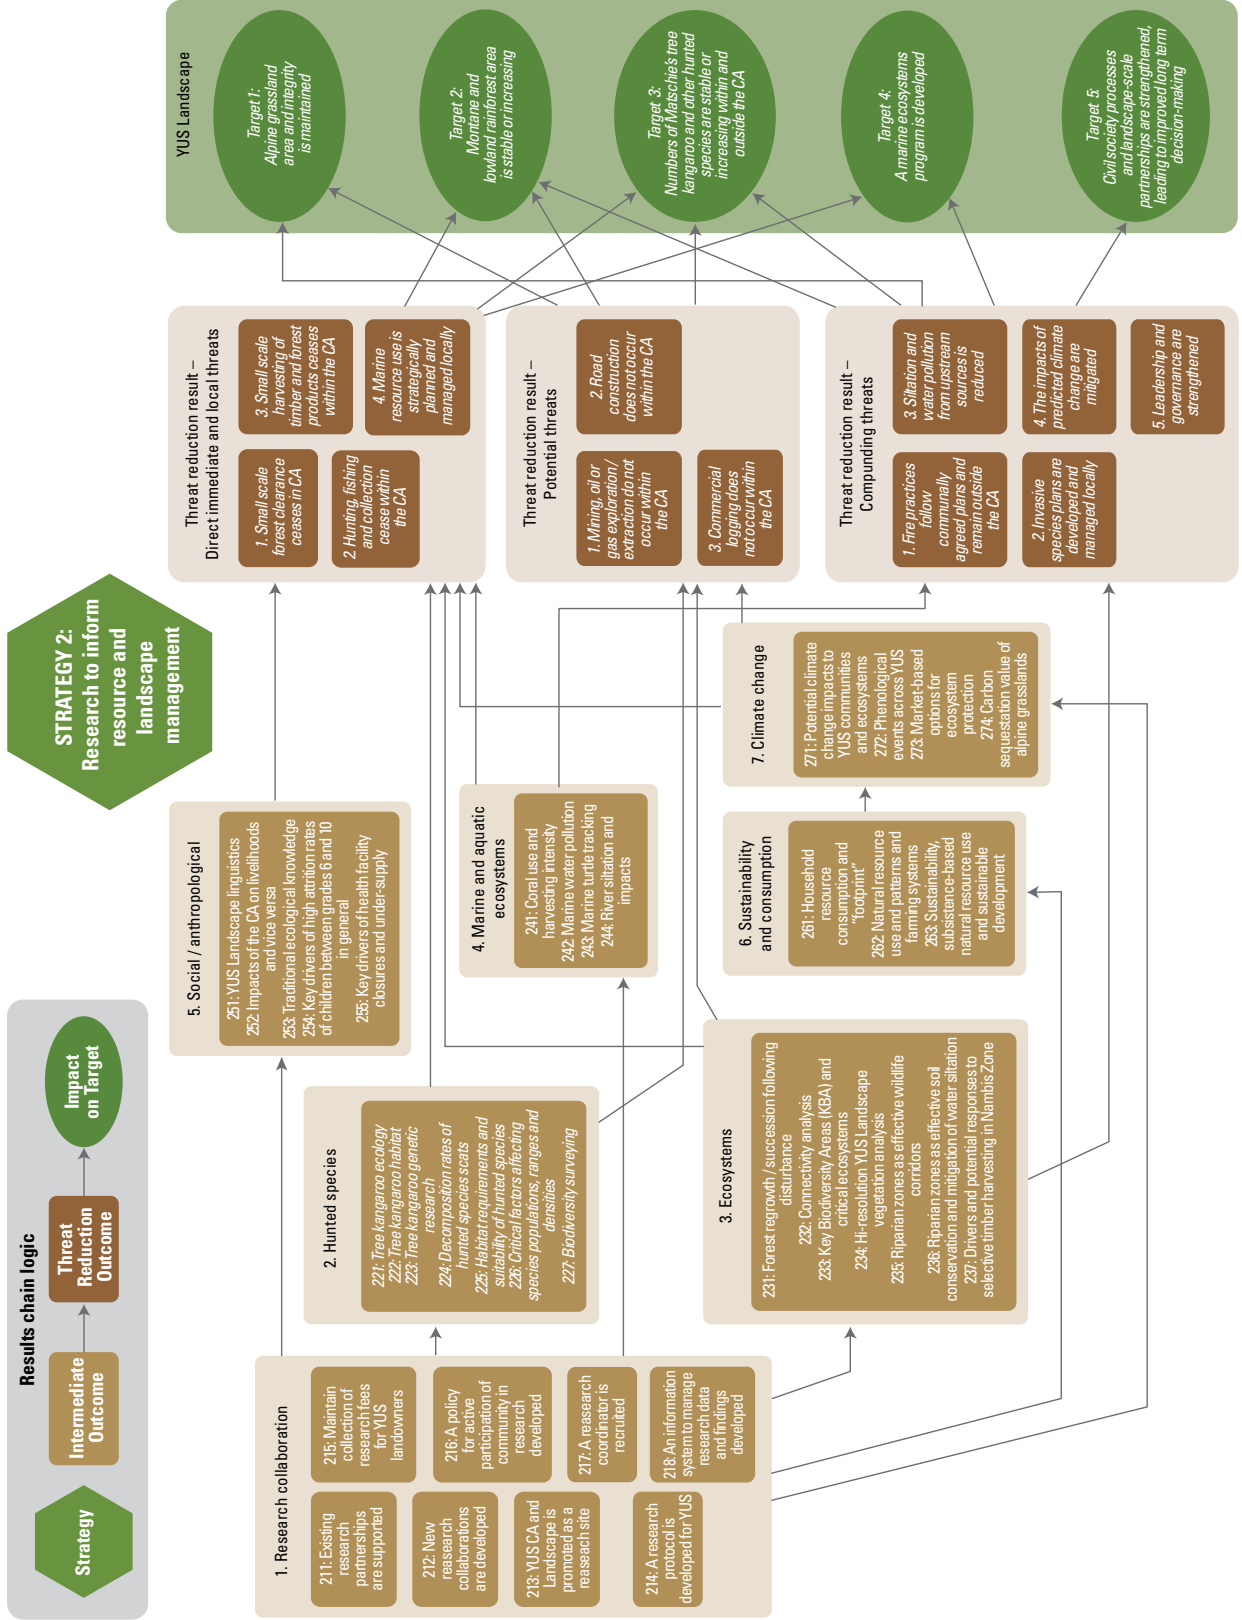 STRATEGY 2:
Research to inform
resource and
landscape
management
Results chain logic
Strategy
Intermediate
Outcome
Threat
Reduction
Outcome
Impact
on Target
1. Research collaboration
211: Existing
research
partnerships
are supported
212: New
reasearch
collaborations
are developed
213: YUS CA and
Landscape is
promoted as a
reaseach site
214: A research
protocol is
developed for YUS
215: Maintain
collection of
research fees
for YUS
landowners
216: A policy
for active
participation of
community in
research
developed
217: A reasearch
coordinator is
recruited
218: An information
system to manage
research data
and findings
developed
5. Social / anthropological
251: YUS Landscape linguistics
252: Impacts of the CA on livelihoods
and vice versa
253: Traditional ecological knowledge
254: Key drivers of high attrition rates
of children between grades 6 and 10
in general
255: Key drivers of health facility
closures and under-supply
2. Hunted species
221: Tree kangaroo ecology
222: Tree kangaroo habitat
223: Tree kangaroo genetic
research
224: Decomposition rates of
hunted species scats
225: Habitat requirements and
suitability of hunted species
226: Critical factors affecting
species populations, ranges and
densities
227: Biodiversity surveying
4. Marine and aquatic
ecosystems
241: Coral use and
harvesting intensity
242: Marine water pollution
243: Marine turtle tracking
244: River siltation and
impacts
3. Ecosystems
231: Forest regrowth / succession following
disturbance
232: Connectivity analysis
233: Key Biodiversity Areas (KBA) and
critical ecosystems
234: Hi-resolution YUS Landscape
vegetation analysis
235: Riparian zones as effective wildlife
corridors
236: Riparian zones as effective soil
conservation and mitigation of water siltation
237: Drivers and potential responses to
selective timber harvesting in Nambis Zone
6. Sustainability
and consumption
261: Household
resource
consumption and
“footprint”
262: Natural resource
use and patterns and
farming systems
263: Sustainability,
subsistence-based
natural resource use
and sustainable
development
7. Climate change
271: Potential climate
change impacts to
YUS communities
and ecosystems
272: Phenological
events across YUS
273: Market-based
options for
ecosystem
protection
274: Carbon
sequestation value of
alpine grasslands
Threat reduction result –
Direct immediate and local threats
1. Small scale
forest clearance
ceases in CA
2 Hunting, fishing
and collection
cease within
the CA
3. Small scale
harvesting of
timber and forest
products ceases
within the CA
4. Marine
resource use is
strategically
planned and
managed locally
Threat reduction result –
Potential threats
1. Mining, oil or
gas exploration/
extraction do not
occur within
the CA
2. Road
construction
does not occur
within the CA
3. Commercial
logging does
not occur within
the CA
Threat reduction result –
Compunding threats
1. Fire practices
follow
communally
agreed plans and
remain outside
the CA
2. Invasive
species plans are
developed and
managed locally
3. Siltation and
water pollution
from upstream
sources is
reduced
4. The impacts of
predicted climate
change are
mitigated
5. Leadership and
governance are
strengthened
YUS Landscape
Target 1:
Alpine grassland
area and integrity
is maintained
Target 2:
Montane and
lowland rainforest area
is stable or increasing
Target 3:
Numbers of Matschie's tree
kangaroo and other hunted
species are stable or
increasing within and
outside the CA
Target 4:
A marine ecosystems
program is developed
Target 5:
Civil society processes
and landscape-scale
partnerships are strengthened,
leading to improved long term
decision-making